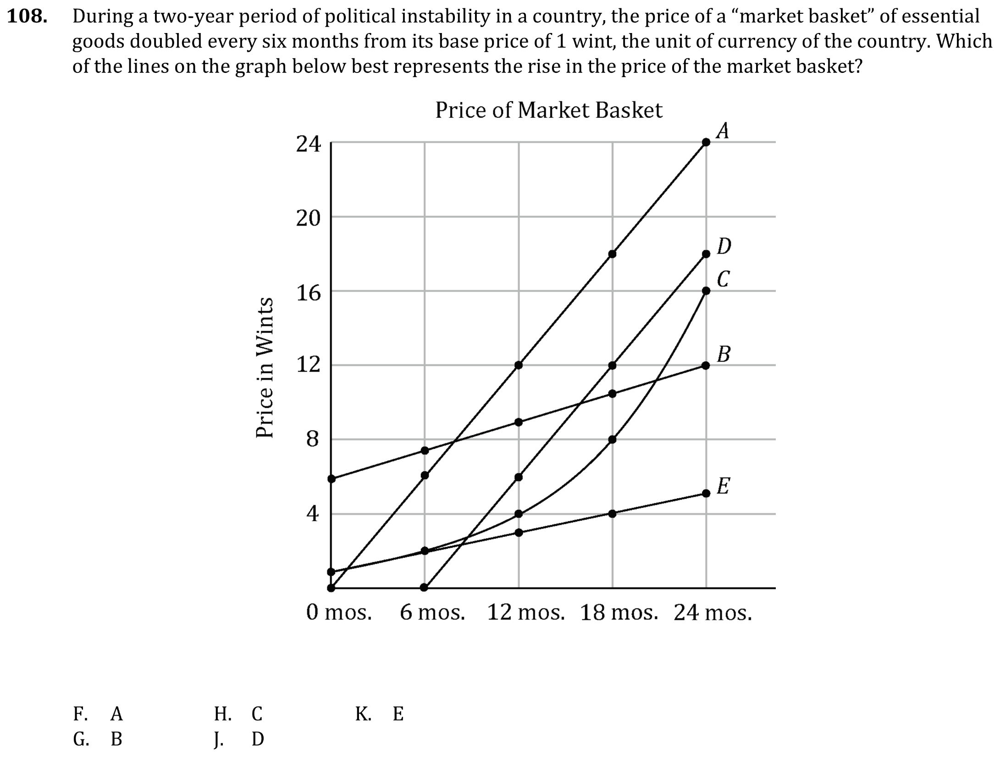 108. During a two-year period of political instability in a country, the price of a “market basket” of essential
goods doubled every six months from its base price of 1 wint, the unit of currency of the country. Which
of the lines on the graph below best represents the rise in the price of the market basket?
Price of Market Basket
A
24
20
D
C
16
Price in Wints
B
12
8
E
4
0 mos. 6 mos. 12 mos. 18 mos. 24 mos.
F. A H. C K. E
G. B J. D